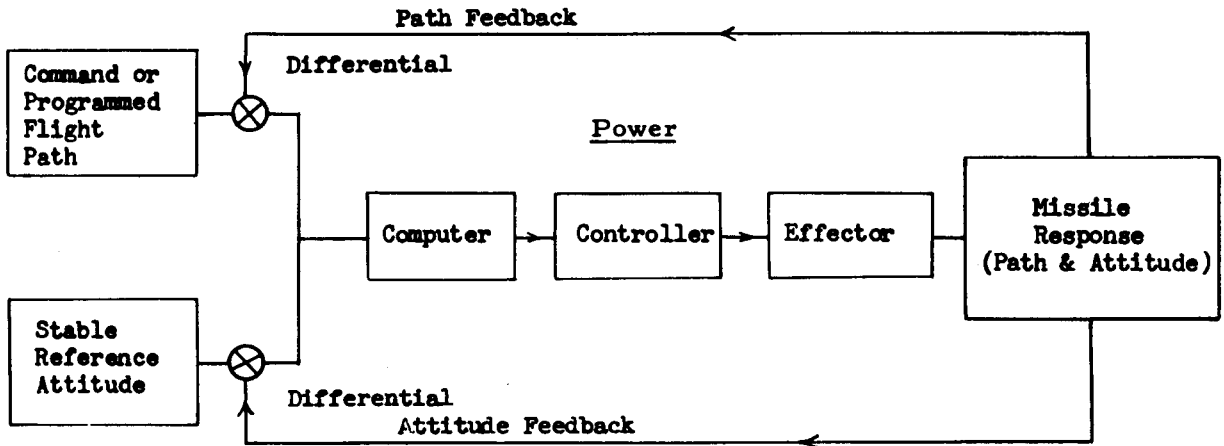 Path Feedback
Command or
Programmed
Flight
Path
Differential
Power
Computer
Controller
Effector
Missile
Response
(Path & Attitude)
Stable
Reference
Attitude
Differential
Attitude Feedback